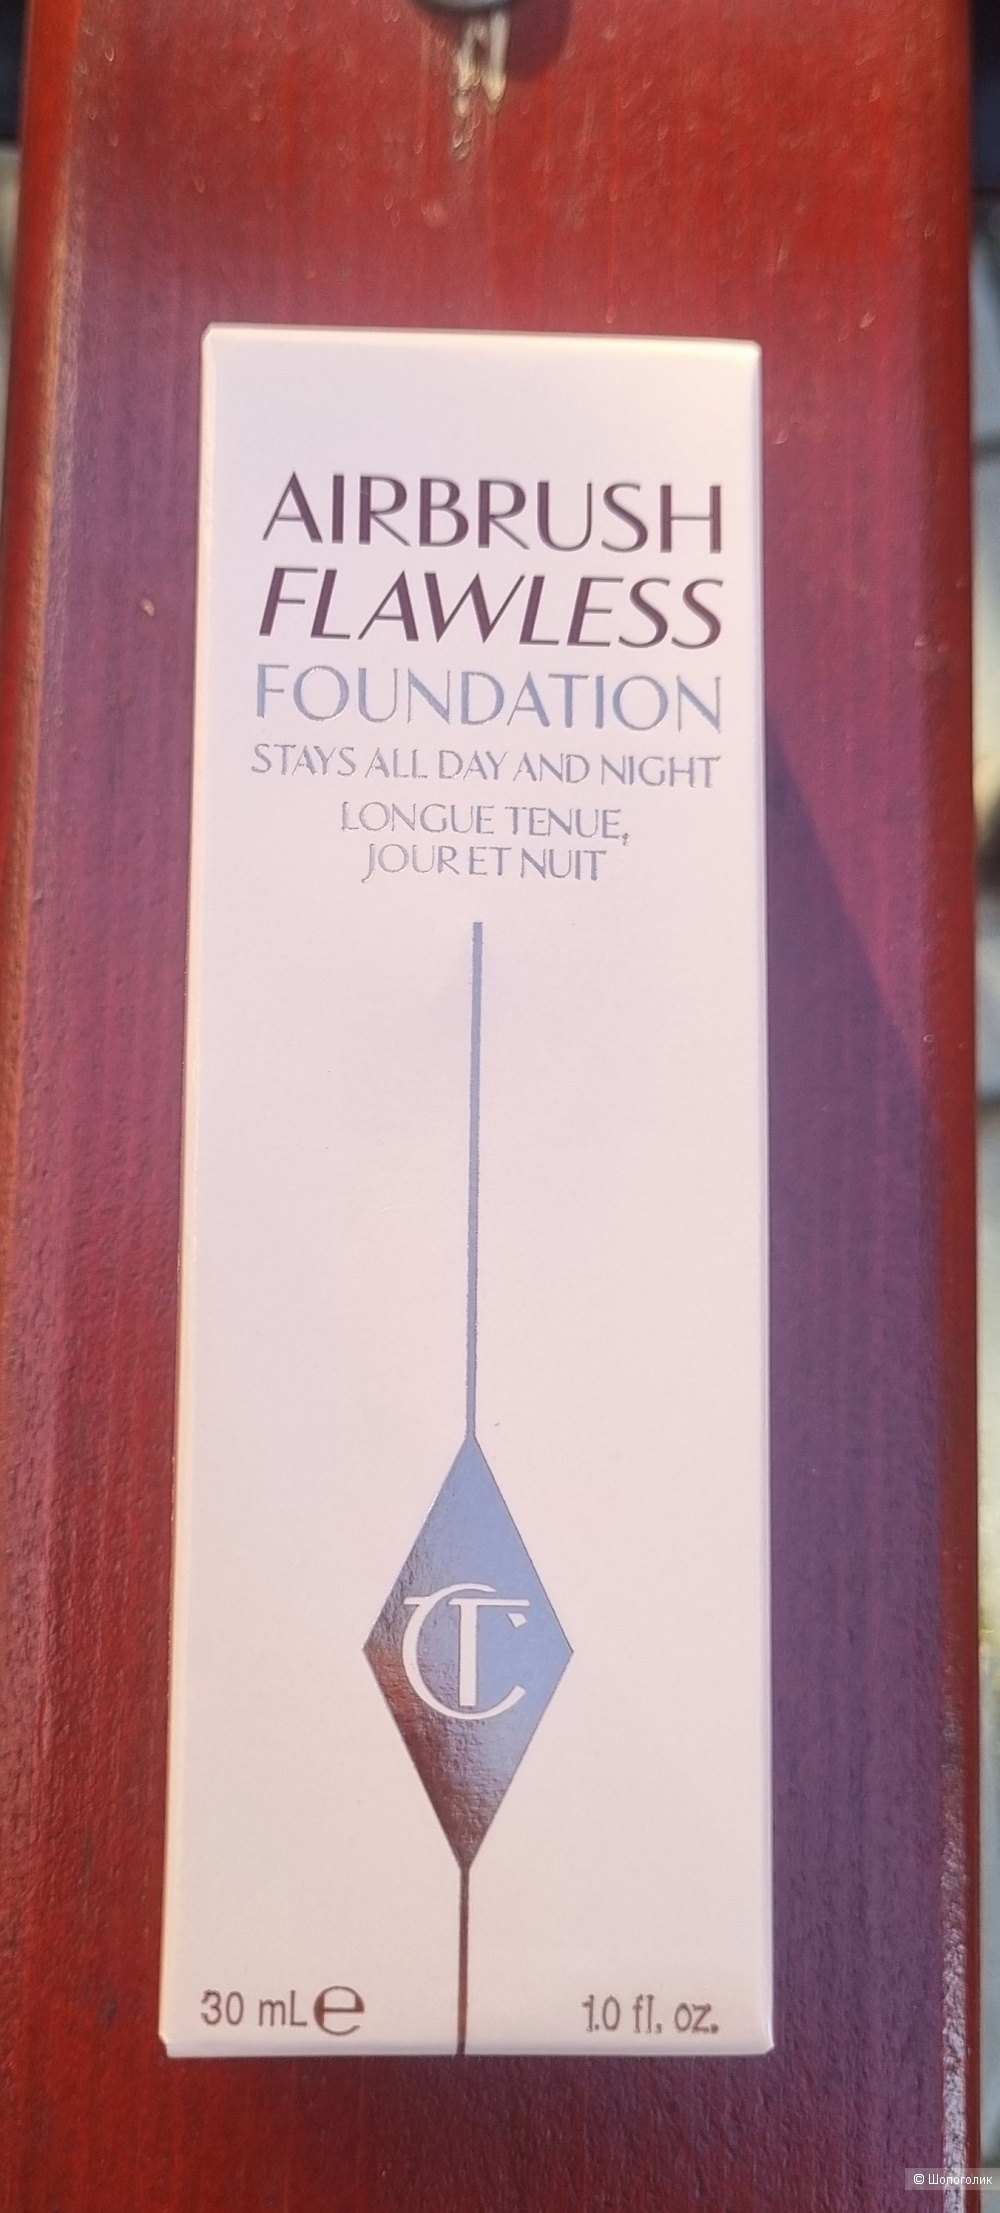 AIRBRUSH
FLAWLESS
FOUNDATION
STAYS ALL DAY AND NIGHT
LONGUE TENUE,
JOUR ET NUIT
CT
30 mL e
1.0 fl. oz.
© Шопоголик